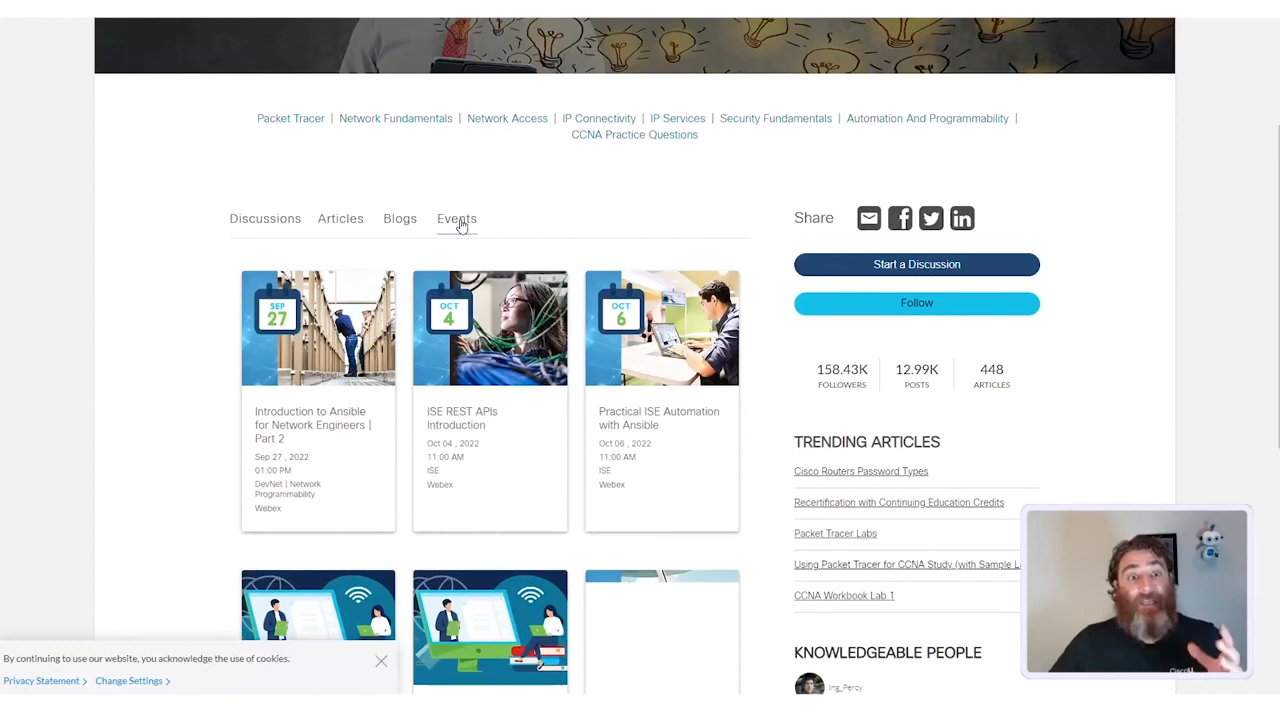 Packet Tracer | Network Fundamentals | Network Access | IP Connectivity | IP Services | Security Fundamentals | Automation And Programmability |
CCNA Practice Questions
Discussions Articles Blogs Events
Share
Start a Discussion
Follow
158.43K 12.99K 448
FOLLOWERS POSTS ARTICLES
SEP
27
Introduction to Ansible
for Network Engineers |
Part 2
Sep 27 , 2022
01:00 PM
DevNet | Network
Programmability
Webex
OCT
4
ISE REST APIs
Introduction
Oct 04 , 2022
11:00 AM
ISE
Webex
OCT
6
Practical ISE Automation
with Ansible
Oct 06 , 2022
11:00 AM
ISE
Webex
TRENDING ARTICLES
Cisco Routers Password Types
Recertification with Continuing Education Credits
Packet Tracer Labs
Using Packet Tracer for CCNA Study (with Sample L
CCNA Workbook Lab 1
KNOWLEDGEABLE PEOPLE
Ing_Percy
By continuing to use our website, you acknowledge the use of cookies.
Privacy Statement > Change Settings >